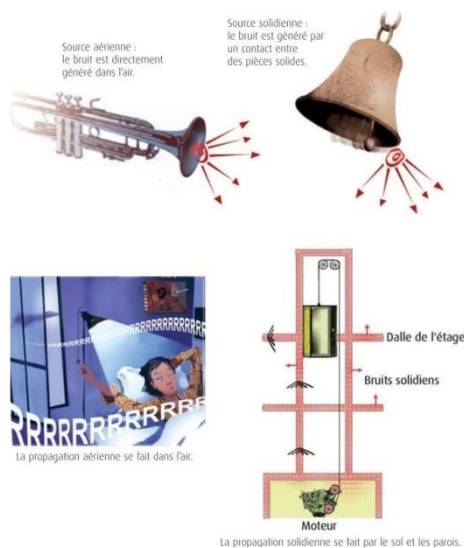 Source aérienne :
le bruit est directement
généré dans l'air.
Source solidienne :
le bruit est généré par
un contact entre
des pièces solides.
RRRRRRRRRRRRRRR
RRRRRRRRRRRRRR
La propagation aérienne se fait dans l'air.
Dalle de l'étage
Bruits solidiens
Moteur
La propagation solidienne se fait par le sol et les parois.